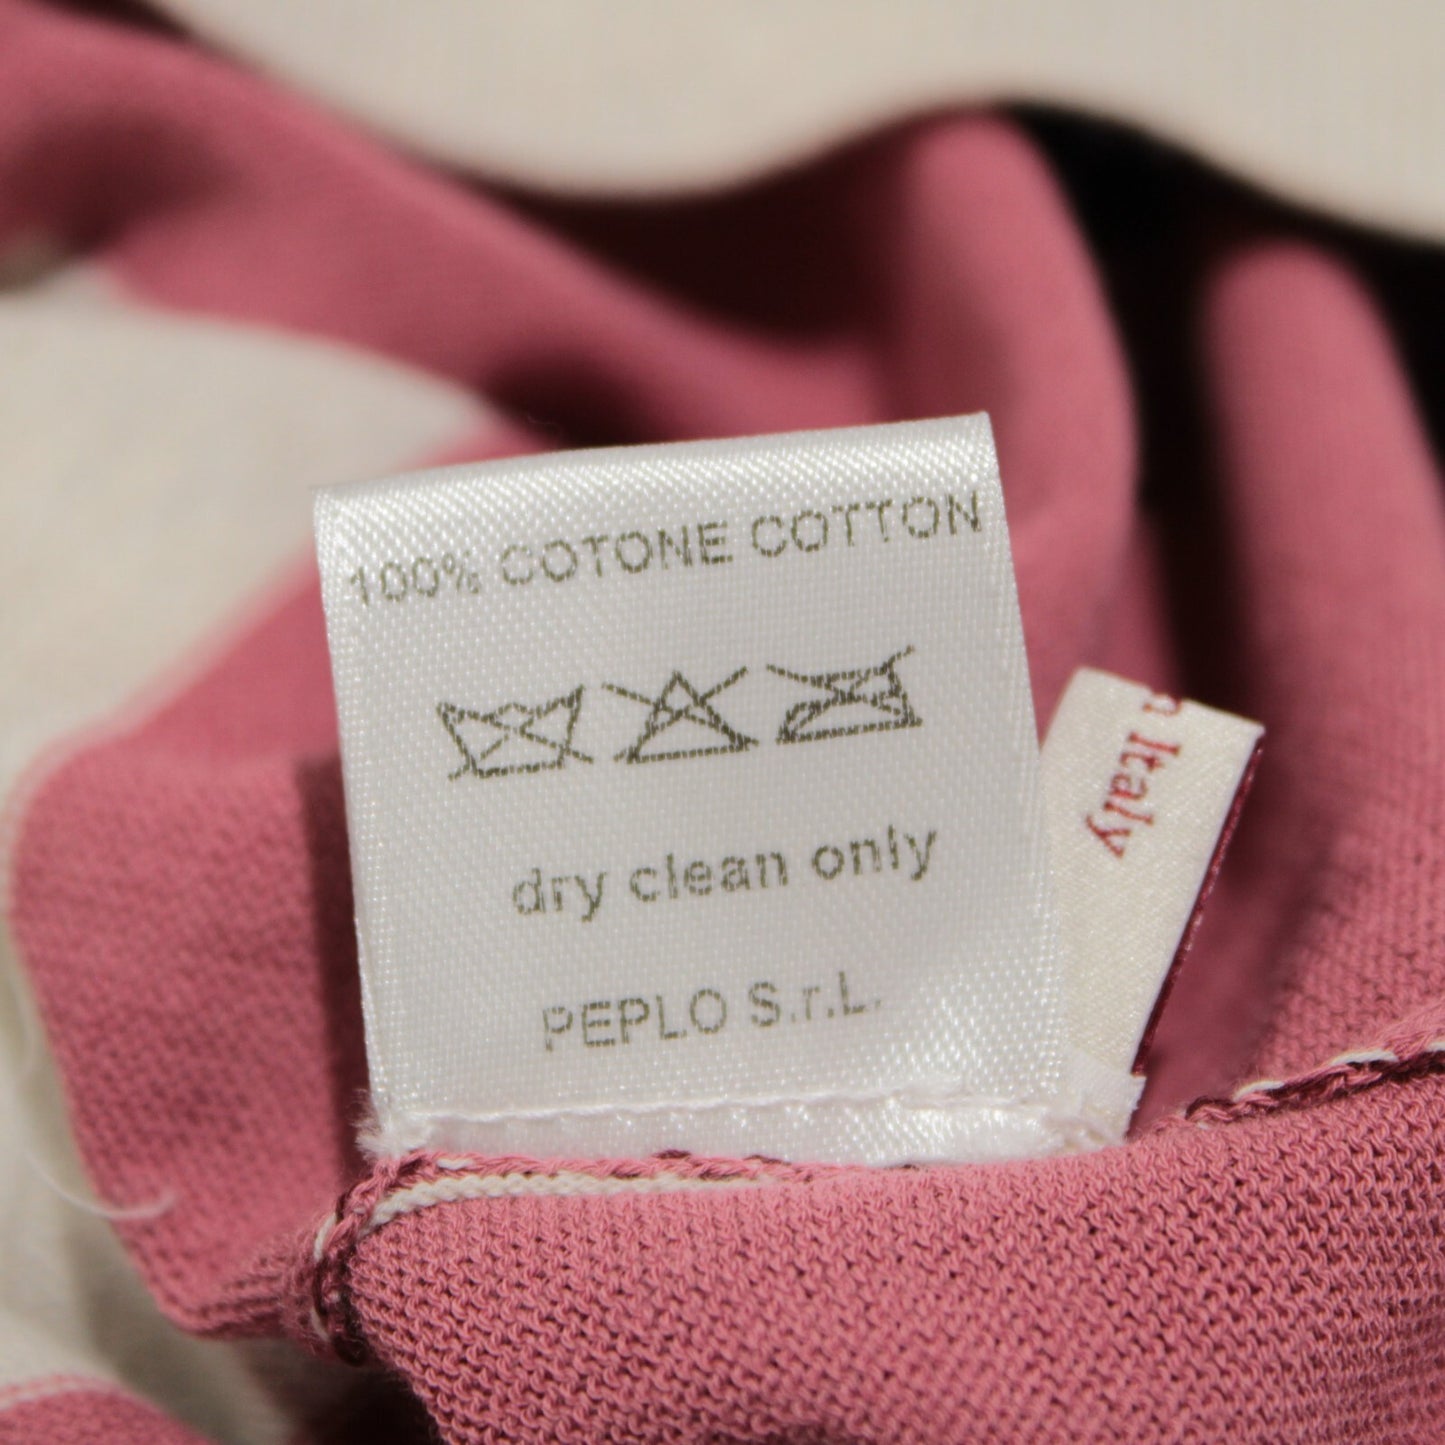 100% COTONE COTTON
dry clean only
PEPLO S.r.L.
Italy